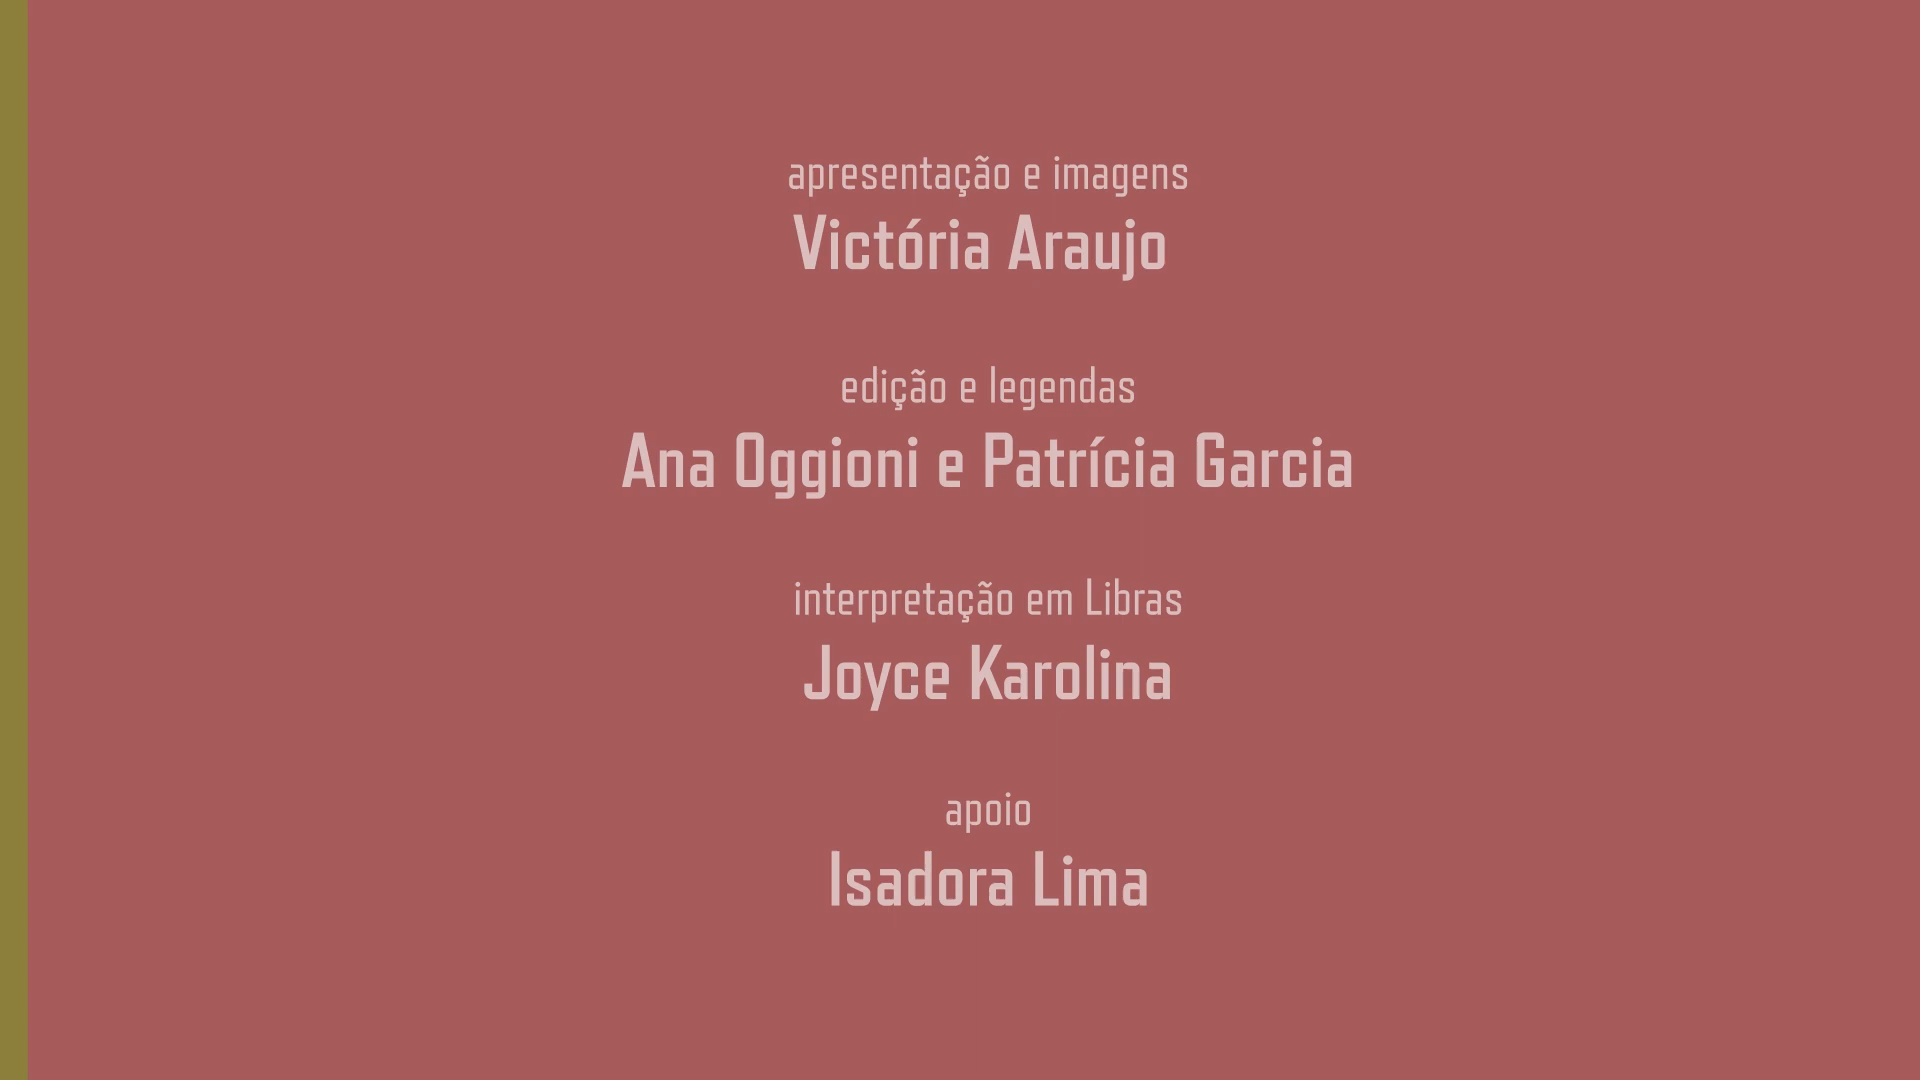 apresentação e imagens
Victória Araujo
edição e legendas
Ana Oggioni e Patrícia Garcia
interpretação em Libras
Joyce Karolina
apoio
Isadora Lima